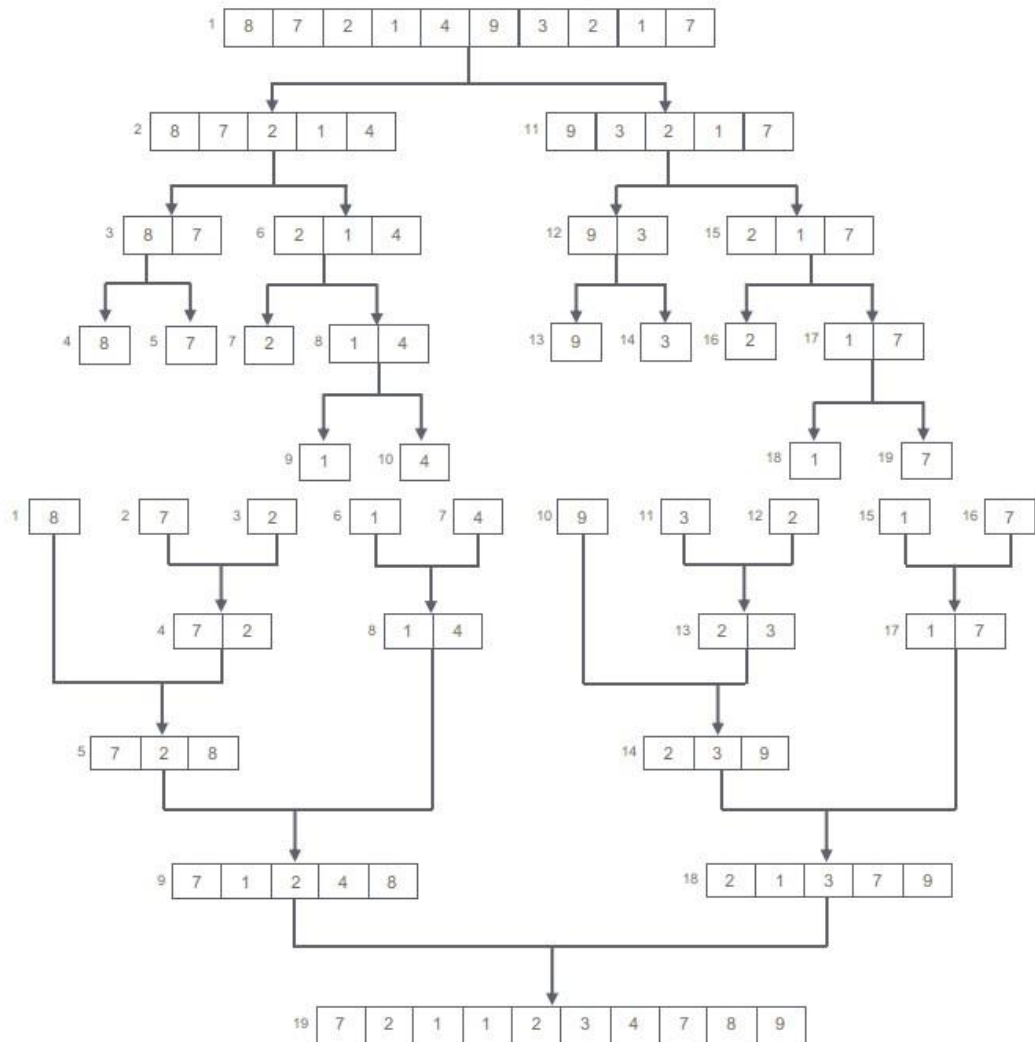 1 8 7 2 1 4 9 3 2 1 7
2 8 7 2 1 4 11 9 3 2 1 7
3 8 7 6 2 1 4 12 9 3 15 2 1 7
4 8 5 7 7 2 8 1 4 13 9 14 3 16 2 17 1 7
9 1 10 4 18 1 19 7
1 8 2 7 3 2 6 1 7 4 10 9 11 3 12 2 15 1 16 7
4 7 2 8 1 4 13 2 3 17 1 7
5 7 2 8 14 2 3 9
9 7 1 2 4 8 18 2 1 3 7 9
19 7 2 1 1 2 3 4 7 8 9